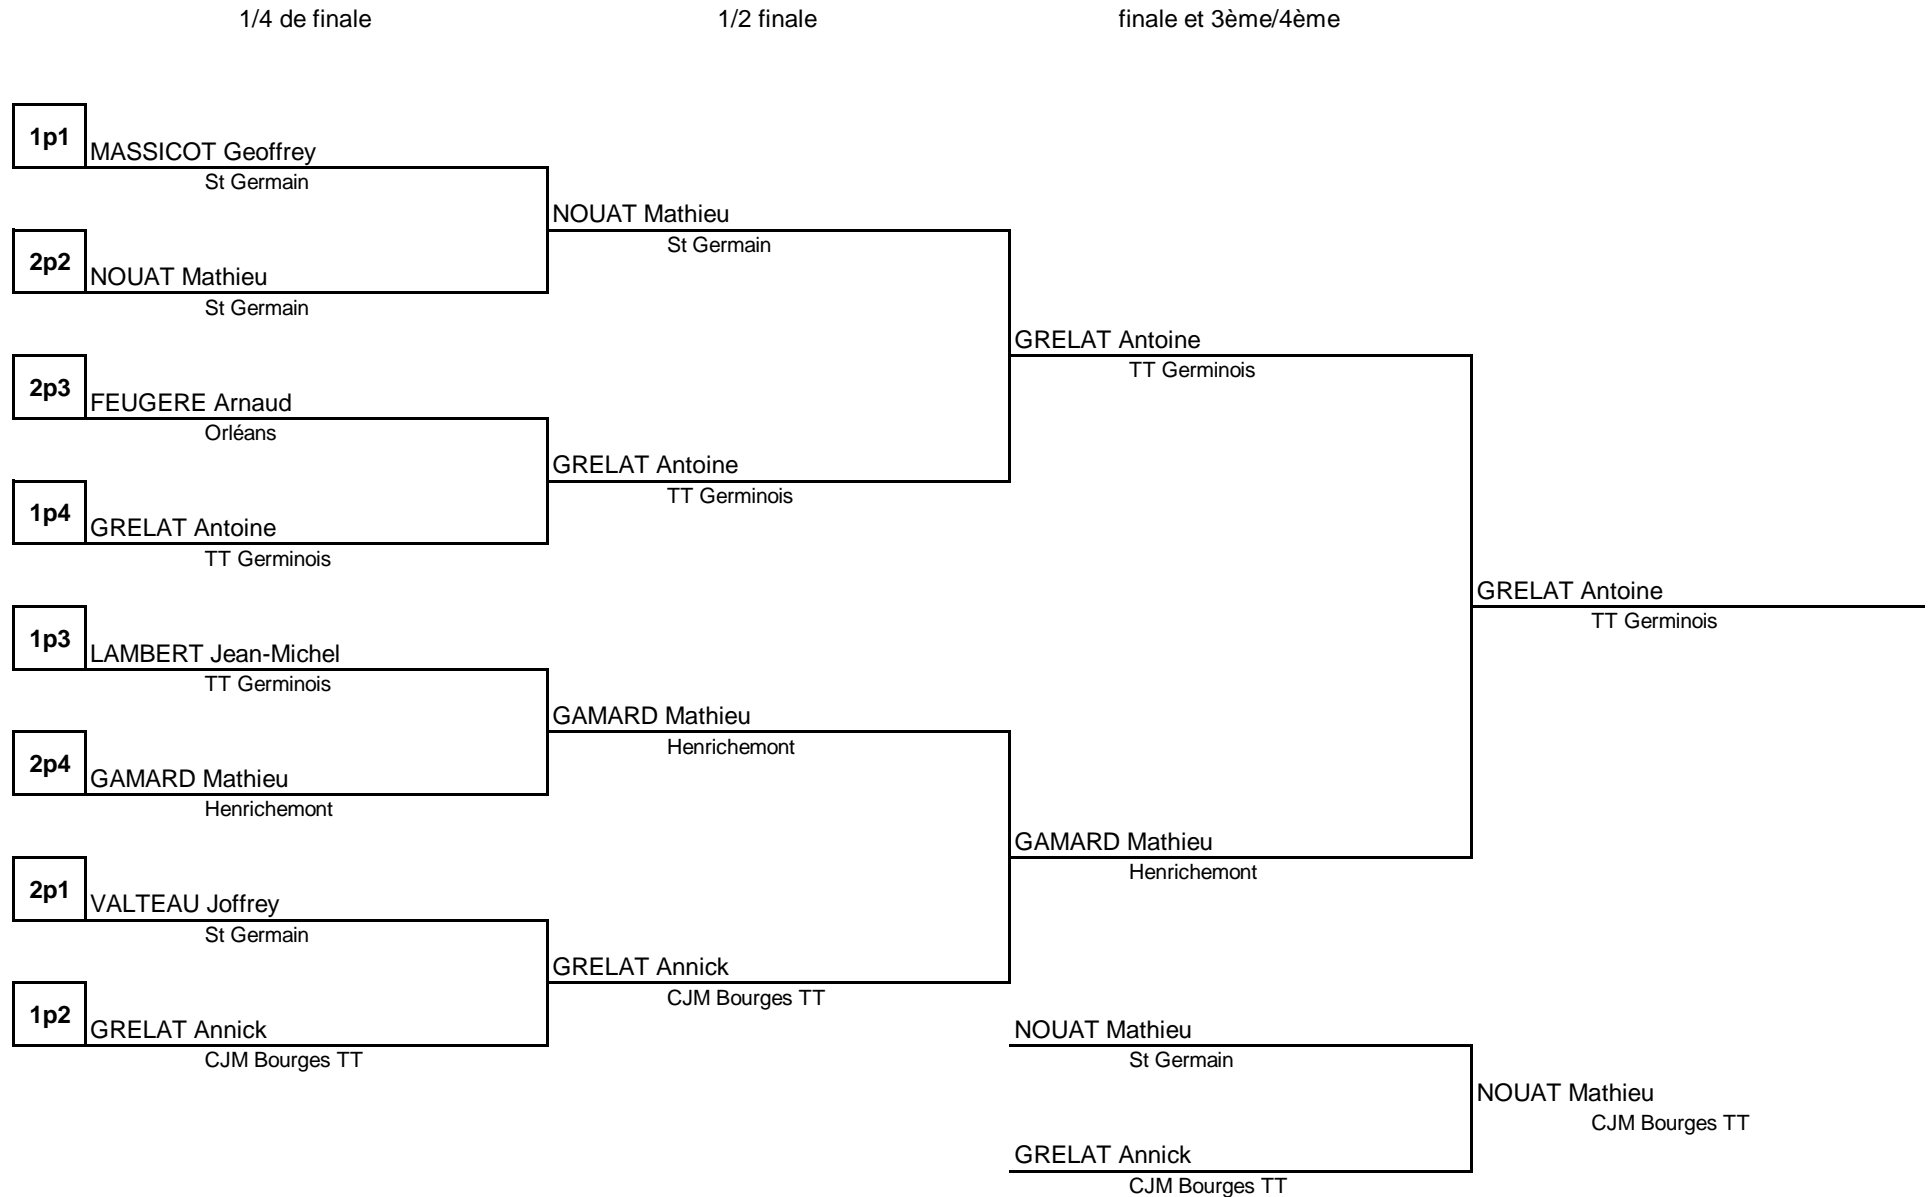 1/4 de finale
1/2 finale
finale et 3ème/4ème
1p1
MASSICOT Geoffrey
St Germain
NOUAT Mathieu
St Germain
2p2
NOUAT Mathieu
St Germain
GRELAT Antoine
TT Germinois
2p3
FEUGERE Arnaud
Orléans
GRELAT Antoine
TT Germinois
1p4
GRELAT Antoine
TT Germinois
GRELAT Antoine
TT Germinois
1p3
LAMBERT Jean-Michel
TT Germinois
GAMARD Mathieu
Henrichemont
2p4
GAMARD Mathieu
Henrichemont
GAMARD Mathieu
Henrichemont
2p1
VALTEAU Joffrey
St Germain
GRELAT Annick
CJM Bourges TT
1p2
GRELAT Annick
CJM Bourges TT
NOUAT Mathieu
St Germain
NOUAT Mathieu
CJM Bourges TT
GRELAT Annick
CJM Bourges TT